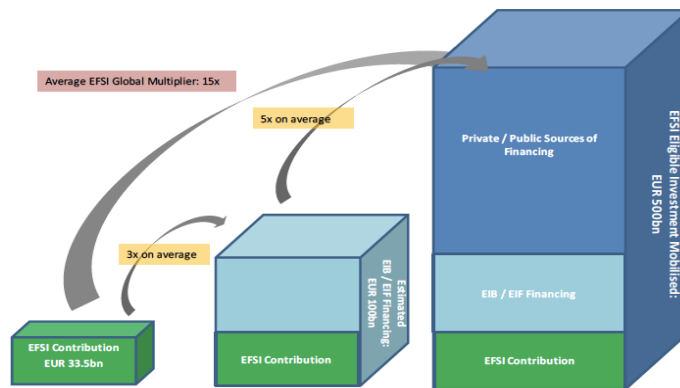 Average EFSI Global Multiplier: 15x
5x on average
3x on average
EFSI Contribution
EUR 33.5bn
EFSI Contribution
Estimated
EIB / EIF Financing:
EUR 100bn
Private / Public Sources of
Financing
EIB / EIF Financing
EFSI Contribution
EFSI Eligible Investment Mobilised:
EUR 500bn